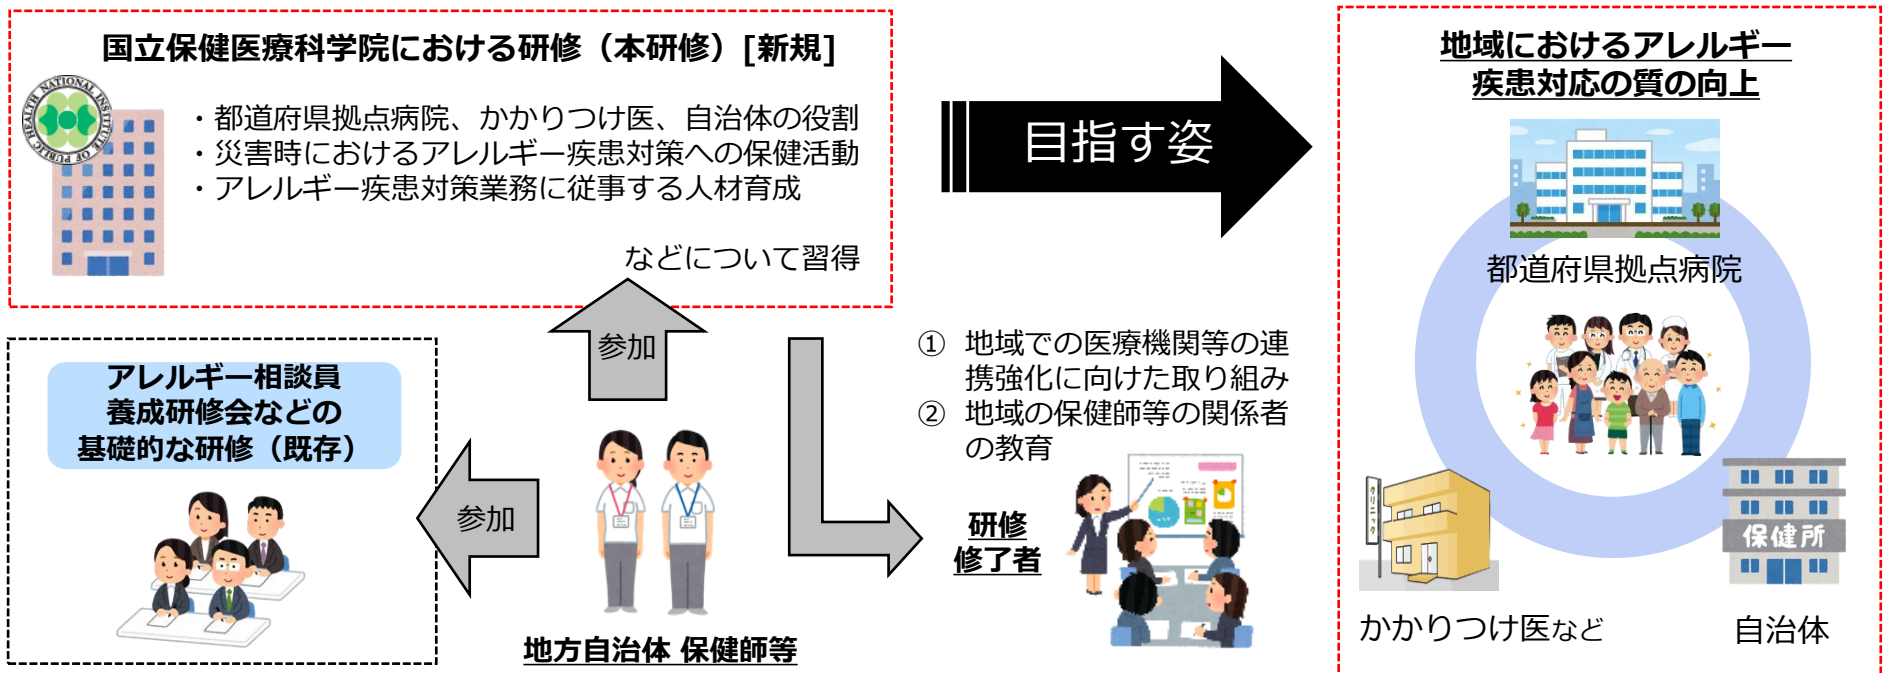 国立保健医療科学院における研修（本研修）[新規]
NATIONAL INSTITUTE OF PUBLIC HEALTH
・都道府県拠点病院、かかりつけ医、自治体の役割
・災害時におけるアレルギー疾患対策への保健活動
・アレルギー疾患対策業務に従事する人材育成
などについて習得
参加
アレルギー相談員
養成研修会などの
基礎的な研修（既存）
参加
地方自治体 保健師等
目指す姿
① 地域での医療機関等の連
携強化に向けた取り組み
② 地域の保健師等の関係者
の教育
研修
修了者
地域におけるアレルギー
疾患対応の質の向上
都道府県拠点病院
クリニック
かかりつけ医など
保健所
自治体